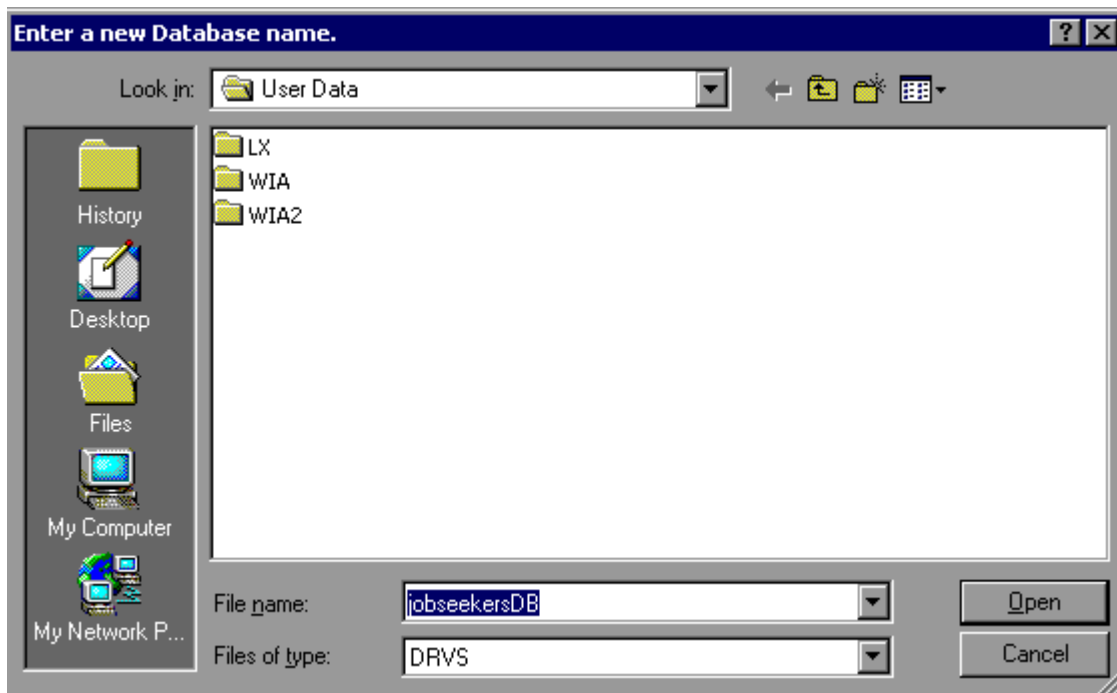 Enter a new Database name.
Look in: User Data
LX
WIA
WIA2
History
Desktop
Files
My Computer
My Network P...
File name: jobseekersDB Open
Files of type: DRVS Cancel